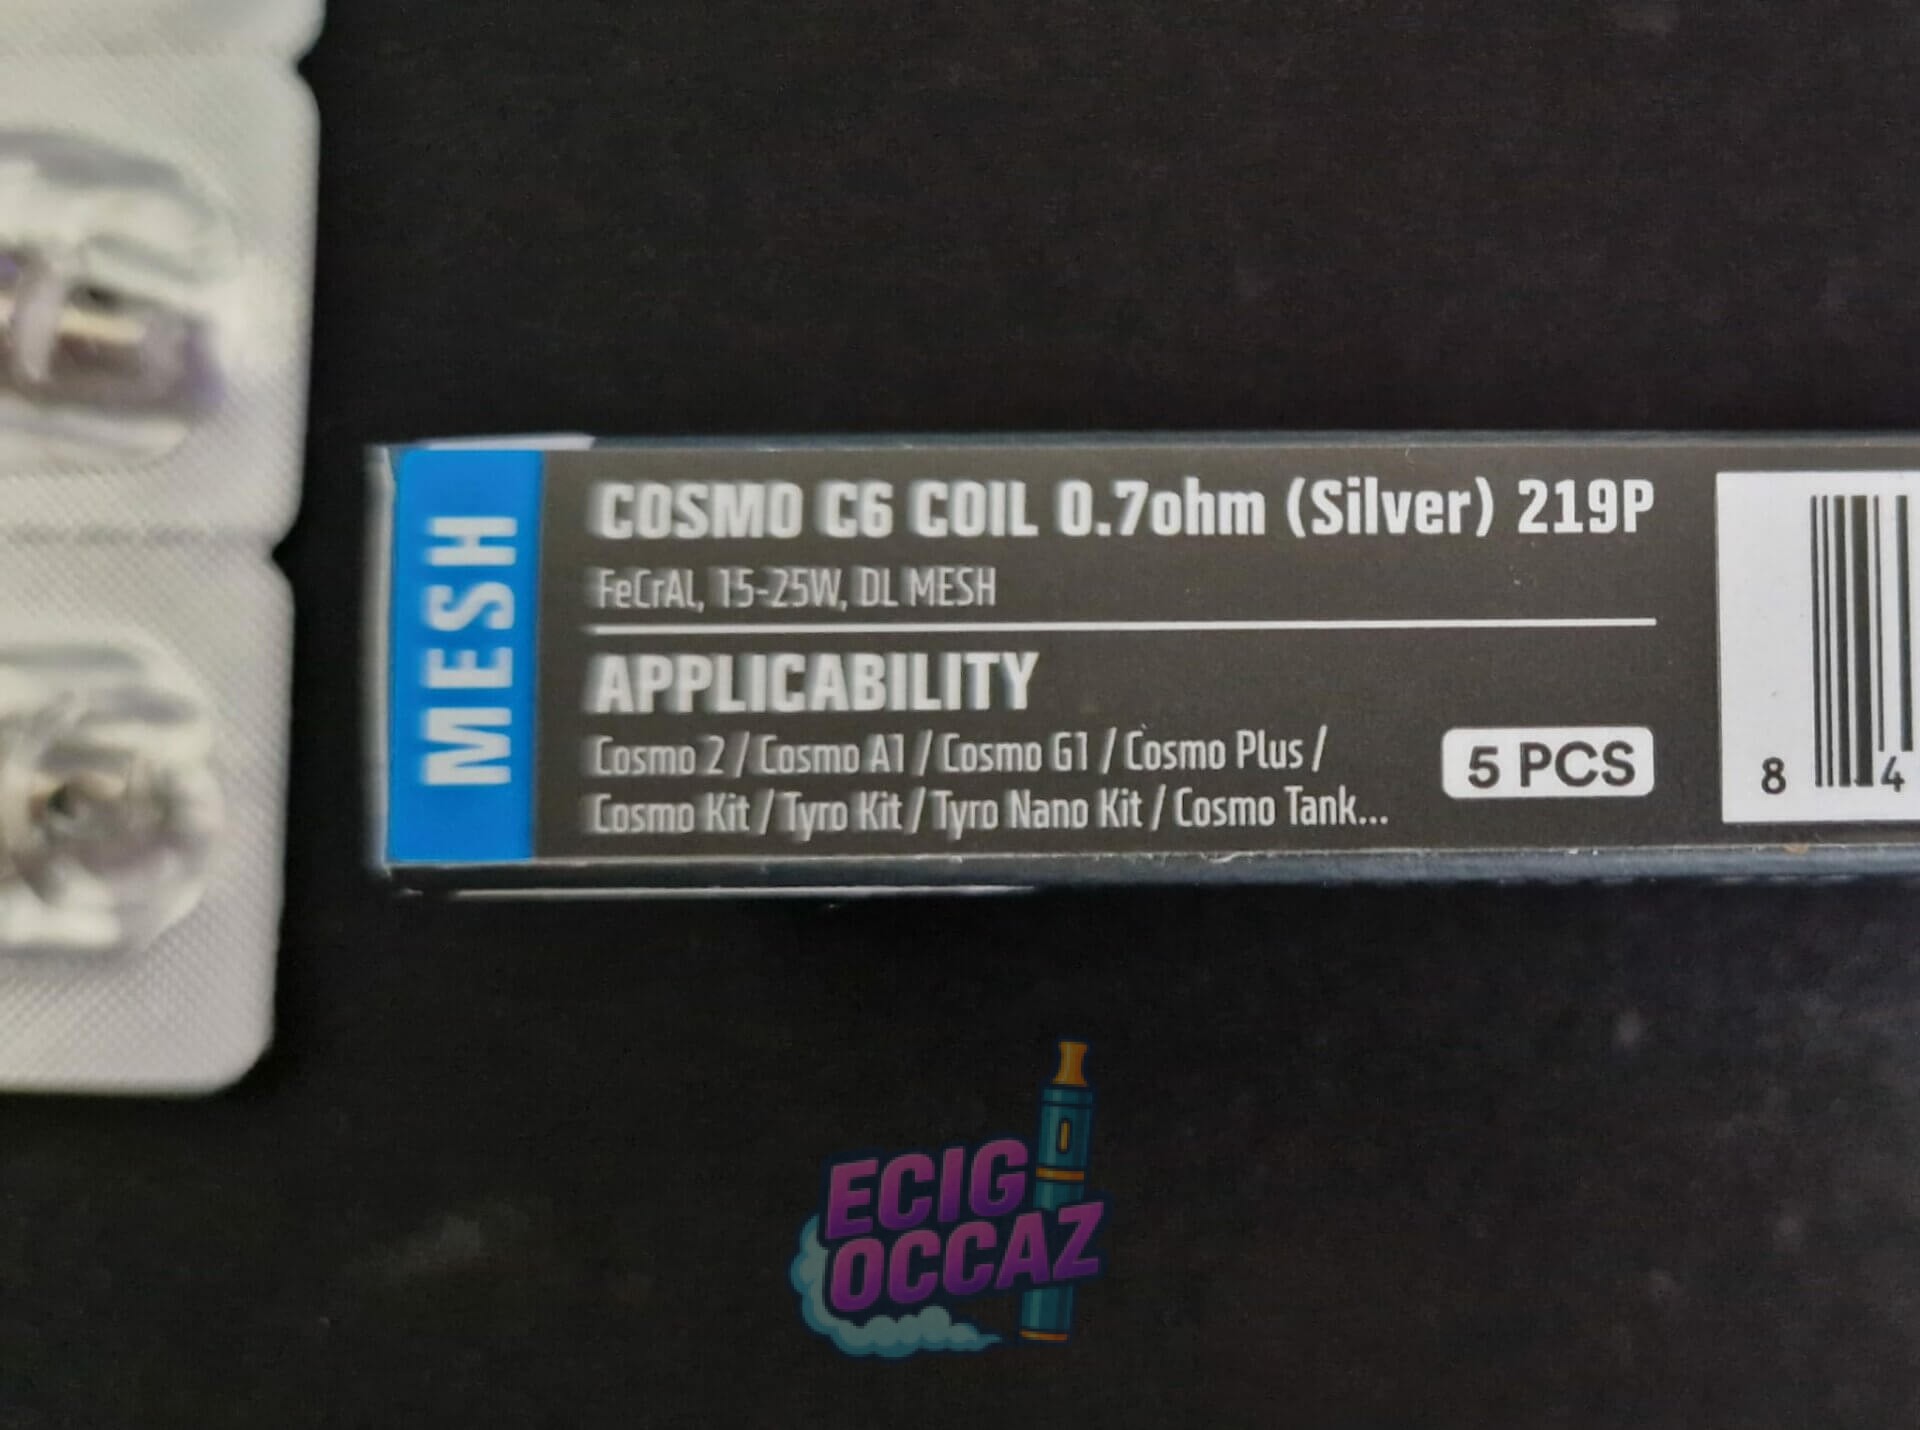 MESH
COSMO C6 COIL 0.7ohm (Silver) 219P
FeCrAl, 15-25W, DL MESH
APPLICABILITY
Cosmo 2 / Cosmo A1 / Cosmo G1 / Cosmo Plus /
Cosmo Kit / Tyro Kit / Tyro Nano Kit / Cosmo Tank...
5 PCS
8 4
ECIG
OCCAZ